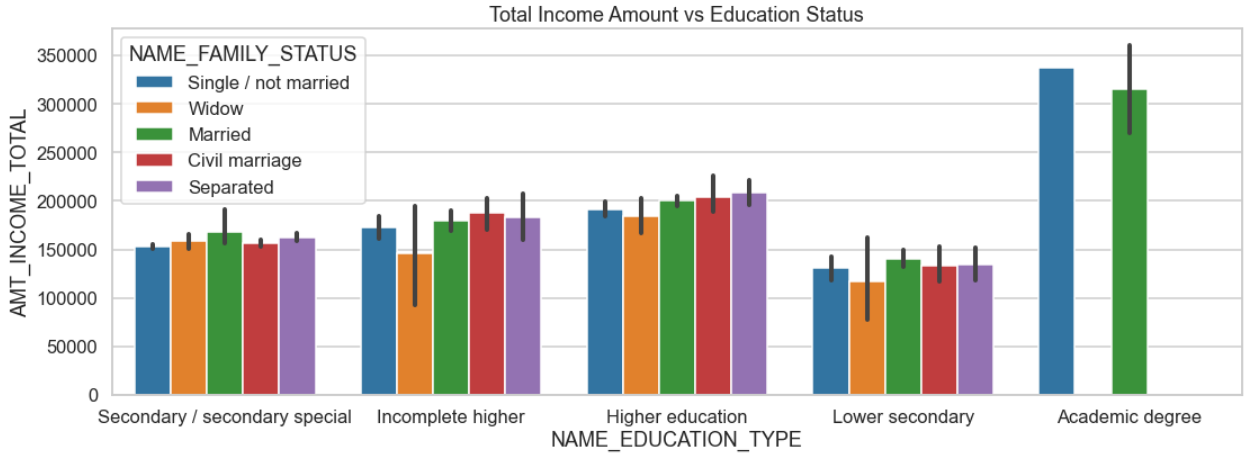 Total Income Amount vs Education Status
NAME_FAMILY_STATUS
Single / not married
Widow
Married
Civil marriage
Separated
AMT_INCOME_TOTAL
350000
300000
250000
200000
150000
100000
50000
0
Secondary / secondary special
Incomplete higher
Higher education
Lower secondary
Academic degree
NAME_EDUCATION_TYPE